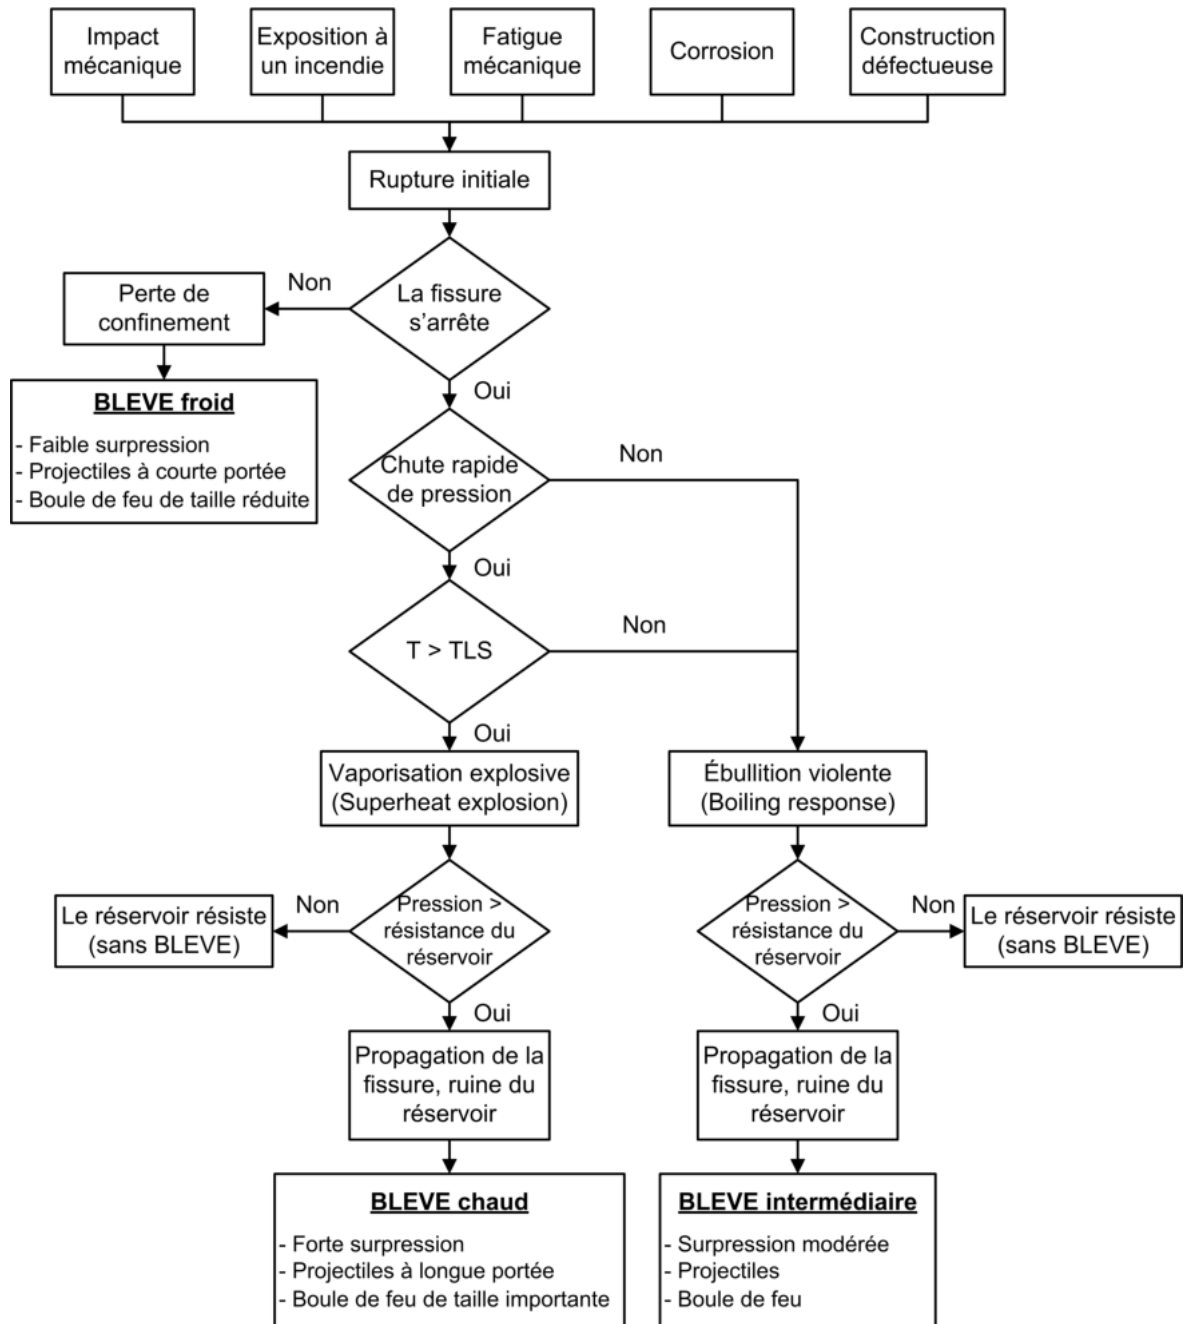 Impact
mécanique
Exposition à
un incendie
Fatigue
mécanique
Corrosion
Construction
défectueuse
Rupture initiale
La fissure
s'arrête
Non
Perte de
confinement
Oui
BLEVE froid
- Faible surpression
- Projectiles à courte portée
- Boule de feu de taille réduite
Chute rapide
de pression
Non
Oui
T > TLS
Non
Oui
Vaporisation explosive
(Superheat explosion)
Ébullition violente
(Boiling response)
Pression >
résistance du
réservoir
Non
Le réservoir résiste
(sans BLEVE)
Pression >
résistance du
réservoir
Non
Le réservoir résiste
(sans BLEVE)
Oui
Oui
Propagation de la
fissure, ruine du
réservoir
Propagation de la
fissure, ruine du
réservoir
BLEVE chaud
- Forte surpression
- Projectiles à longue portée
- Boule de feu de taille importante
BLEVE intermédiaire
- Surpression modérée
- Projectiles
- Boule de feu